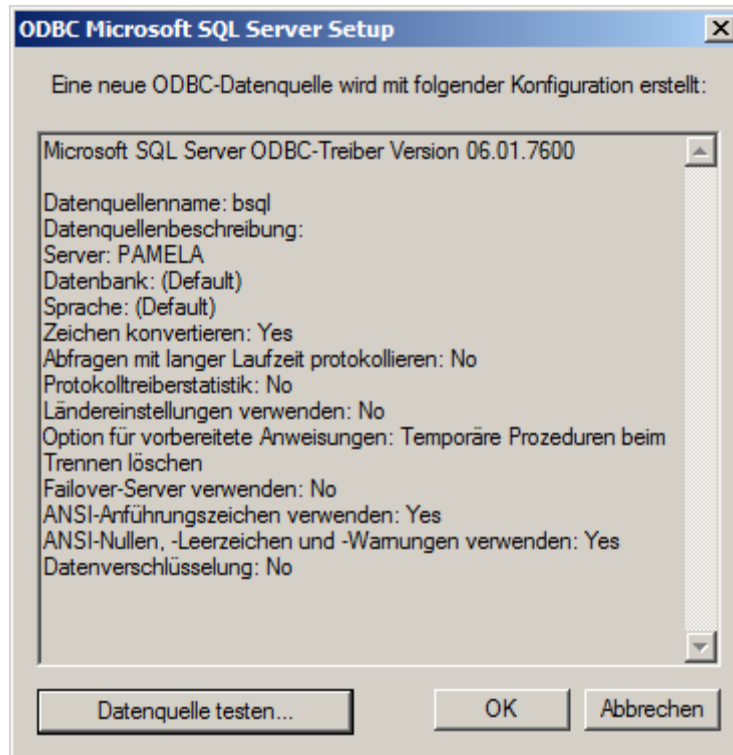 ODBC Microsoft SQL Server Setup
Eine neue ODBC-Datenquelle wird mit folgender Konfiguration erstellt:
Microsoft SQL Server ODBC-Treiber Version 06.01.7600
Datenquellenname: bsql
Datenquellenbeschreibung:
Server: PAMELA
Datenbank: (Default)
Sprache: (Default)
Zeichen konvertieren: Yes
Abfragen mit langer Laufzeit protokollieren: No
Protokolltreiberstatistik: No
Ländereinstellungen verwenden: No
Option für vorbereitete Anweisungen: Temporäre Prozeduren beim
Trennen löschen
Failover-Server verwenden: No
ANSI-Anführungszeichen verwenden: Yes
ANSI-Nullen, -Leerzeichen und -Warnungen verwenden: Yes
Datenverschlüsselung: No
Datenquelle testen... OK Abbrechen